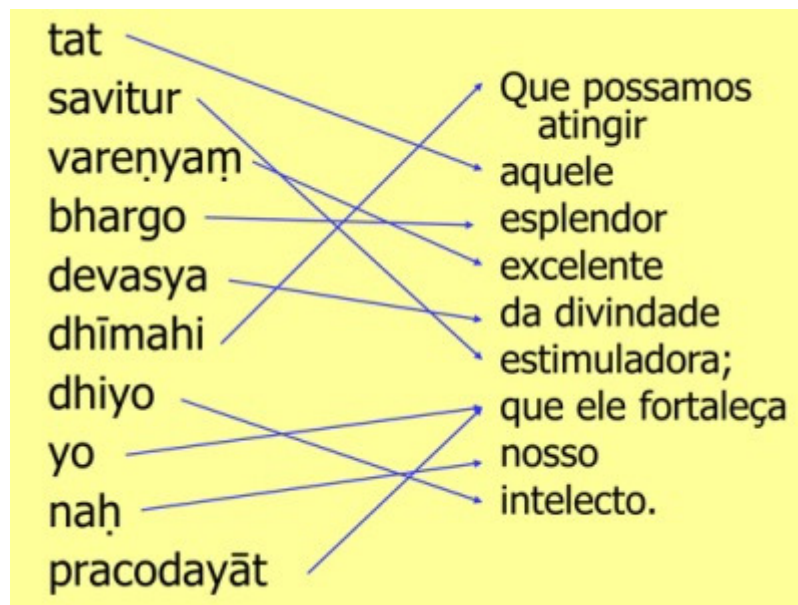 tat
savitur
vareṇyaṃ
bhargo
devasya
dhīmahi
dhiyo
yo
naḥ
pracodayāt
Que possamos
atingir
aquele
esplendor
excelente
da divindade
estimuladora;
que ele fortaleça
nosso
intelecto.